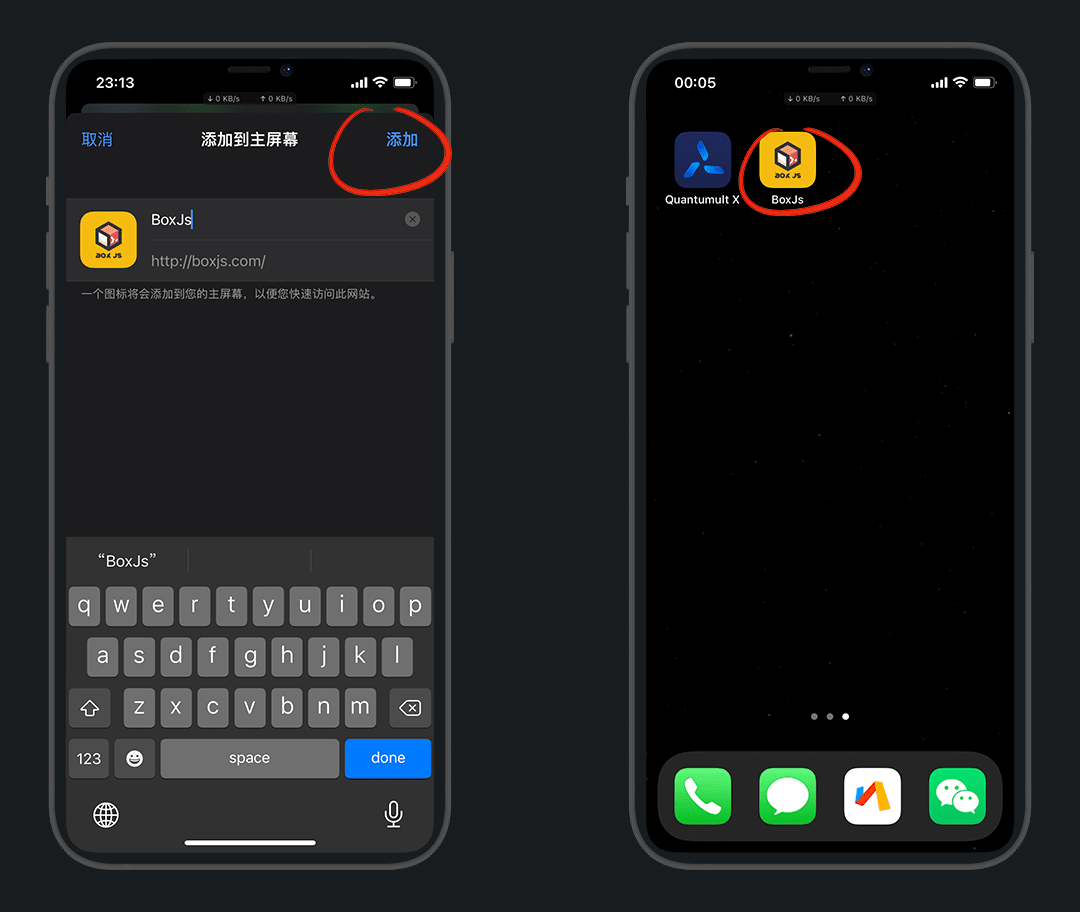 23:13
↓ 0 KB/s ↑ 0 KB/s
取消 添加到主屏幕 添加
BOX JS
BoxJs
http://boxjs.com/
一个图标将会添加到您的主屏幕，以便您快速访问此网站。
“BoxJs”
q w e r t y u i o p
a s d f g h j k l
z x c v b n m
123 space done
00:05
↓ 0 KB/s ↑ 0 KB/s
BOX JS
Quantumult X BoxJs